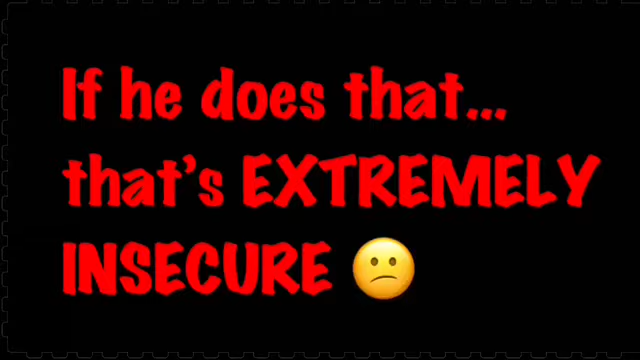 If he does that...
that's EXTREMELY
INSECURE 😕